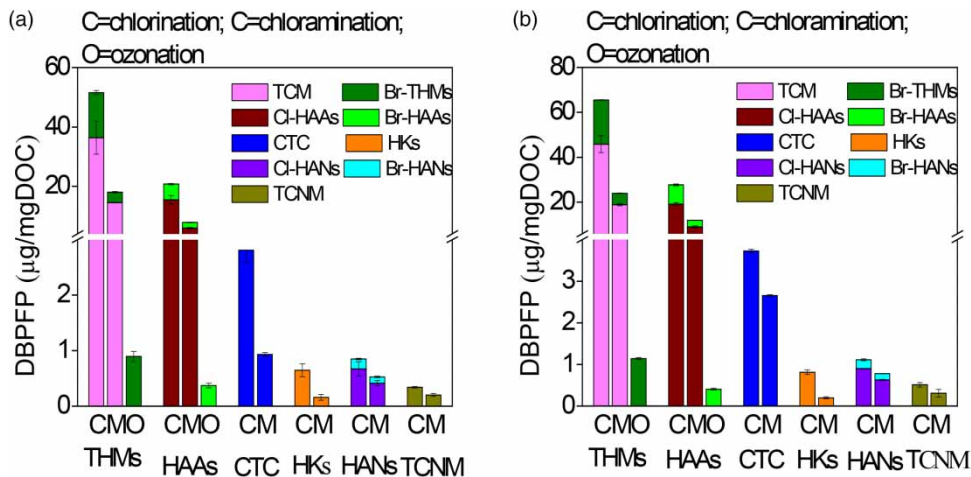 (a) C=chlorination; C=chloramination;
O=ozonation
60
40
20
2
1
0
DBPFP (μg/mgDOC)
TCM
Br-THMs
Cl-HAAs
Br-HAAs
CTC
HKs
Cl-HANs
Br-HANs
TCNM
CMO CMO CM CM CM CM
THMs HAAs CTC HKs HANs TCNM
(b) C=chlorination; C=chloramination;
O=ozonation
80
60
40
20
3
2
1
0
DBPFP (μg/mgDOC)
TCM
Br-THMs
Cl-HAAs
Br-HAAs
CTC
HKs
Cl-HANs
Br-HANs
TCNM
CMO CMO CM CM CM CM
THMs HAAs CTC HKs HANs TCNM